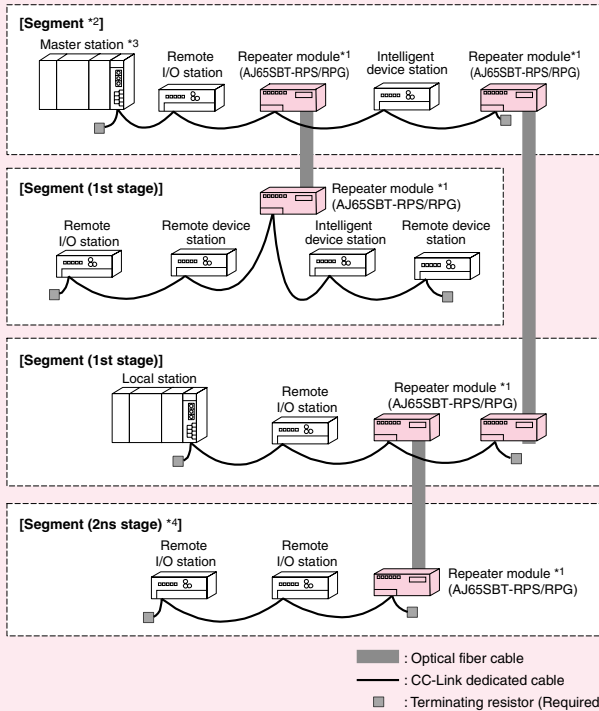 [Segment *2]
Master station *3
Remote
I/O station
Repeater module*1
(AJ65SBT-RPS/RPG)
Intelligent
device station
Repeater module*1
(AJ65SBT-RPS/RPG)
[Segment (1st stage)]
Repeater module *1
(AJ65SBT-RPS/RPG)
Remote
I/O station
Remote device
station
Intelligent
device station
Remote device
station
[Segment (1st stage)]
Local station
Remote
I/O station
Repeater module *1
(AJ65SBT-RPS/RPG)
[Segment (2ns stage) *4]
Remote
I/O station
Remote
I/O station
Repeater module *1
(AJ65SBT-RPS/RPG)
: Optical fiber cable
: CC-Link dedicated cable
: Terminating resistor (Required